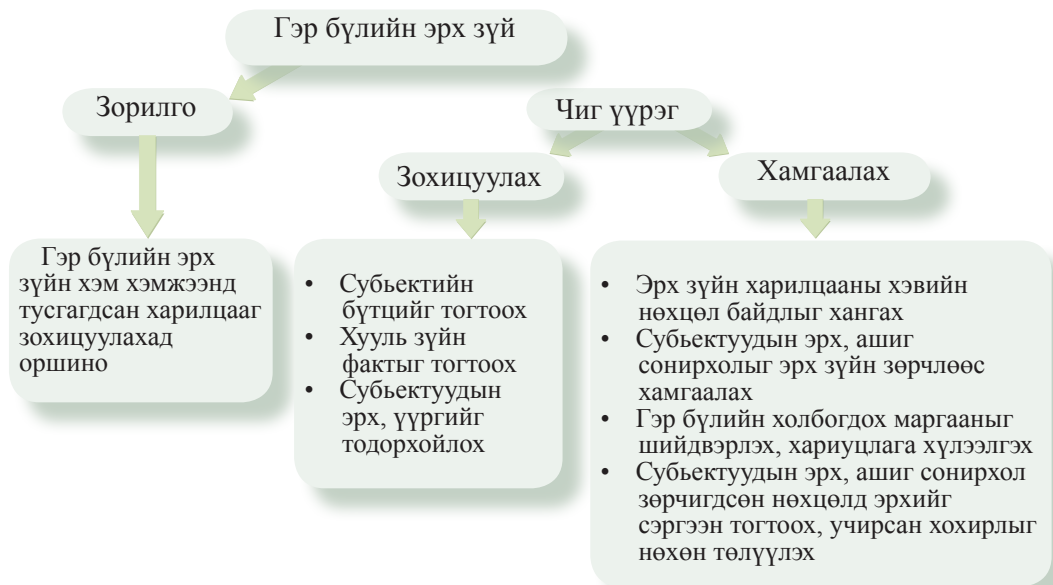 Гэр бүлийн эрх зүй
Зорилго
Чиг үүрэг
Зохицуулах
Хамгаалах
Гэр бүлийн эрх
зүйн хэм хэмжээнд
тусгагдсан харилцааг
зохицуулахад
оршино
• Субьектийн
бүтцийг тогтоох
• Хууль зүйн
фактыг тогтоох
• Субьектуудын
эрх, үүргийг
тодорхойлох
• Эрх зүйн харилцааны хэвийн
нөхцөл байдлыг хангах
• Субьектуудын эрх, ашиг
сонирхолыг эрх зүйн зөрчлөөс
хамгаалах
• Гэр бүлийн холбогдох маргааныг
шийдвэрлэх, хариуцлага хүлээлгэх
• Субьектуудын эрх, ашиг сонирхол
зөрчигдсөн нөхцөлд эрхийг
сэргээн тогтоох, учирсан хохирлыг
нөхөн төлүүлэх